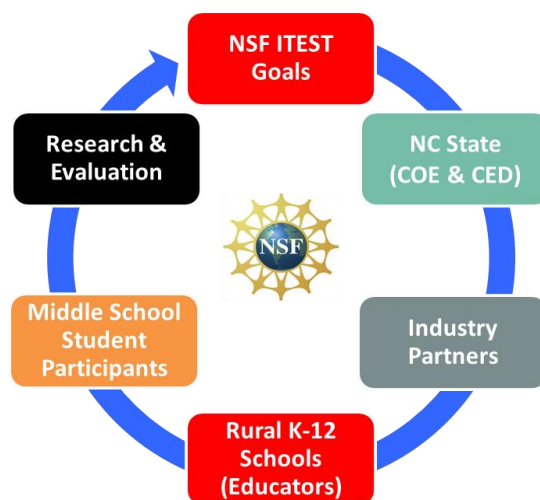 NSF ITEST
Goals
NC State
(COE & CED)
Industry
Partners
Rural K-12
Schools
(Educators)
Middle School
Student
Participants
Research &
Evaluation
NSF